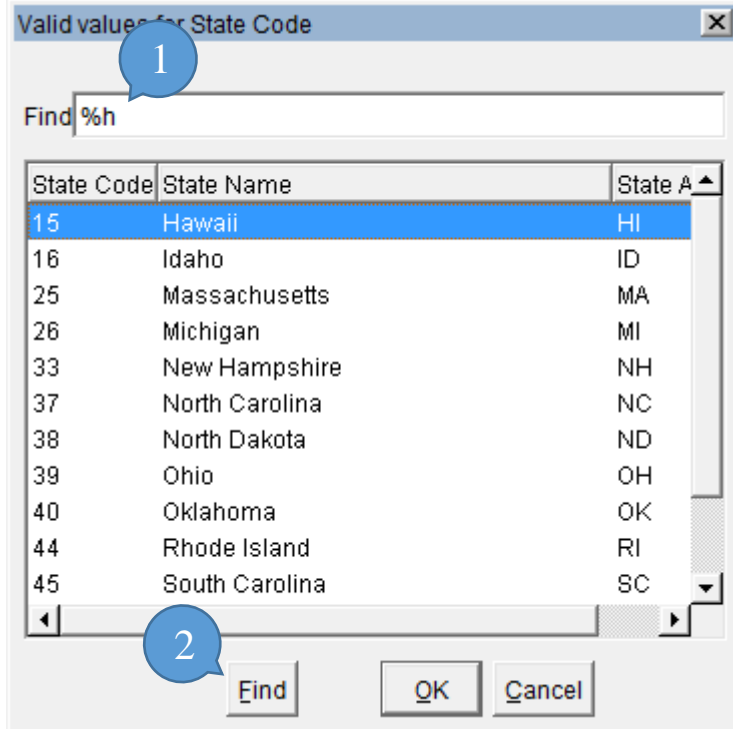 Valid values for State Code
1
Find %h
State Code State Name State A
15 Hawaii HI
16 Idaho ID
25 Massachusetts MA
26 Michigan MI
33 New Hampshire NH
37 North Carolina NC
38 North Dakota ND
39 Ohio OH
40 Oklahoma OK
44 Rhode Island RI
45 South Carolina SC
2
Find OK Cancel